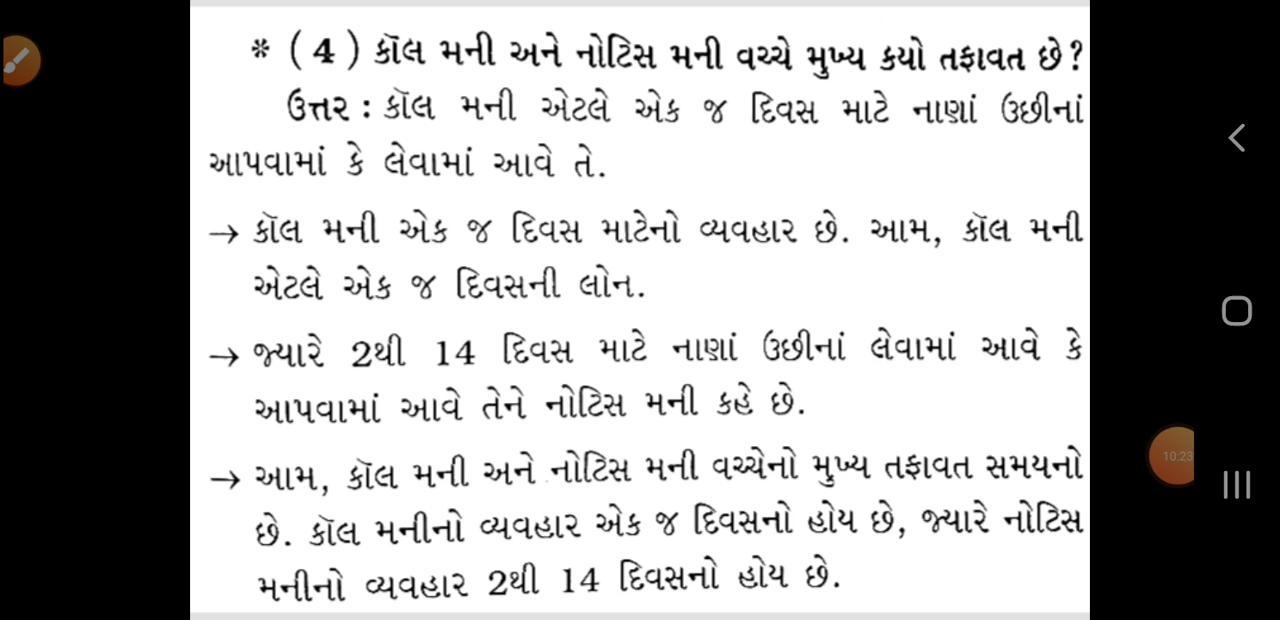 * ( 4 ) કૉલ મની અને નોટિસ મની વચ્ચે મુખ્ય કયો તફાવત છે?
ઉત્તર : કૉલ મની એટલે એક જ દિવસ માટે નાણાં ઉછીનાં
આપવામાં કે લેવામાં આવે તે.
→ કૉલ મની એક જ દિવસ માટેનો વ્યવહાર છે. આમ, કૉલ મની
એટલે એક જ દિવસની લોન.
→ જ્યારે 2થી 14 દિવસ માટે નાણાં ઉછીનાં લેવામાં આવે કે
આપવામાં આવે તેને નોટિસ મની કહે છે.
10:23
→ આમ, કૉલ મની અને નોટિસ મની વચ્ચેનો મુખ્ય તફાવત સમયનો
છે. કૉલ મનીનો વ્યવહાર એક જ દિવસનો હોય છે, જ્યારે નોટિસ
મનીનો વ્યવહાર 2થી 14 દિવસનો હોય છે.